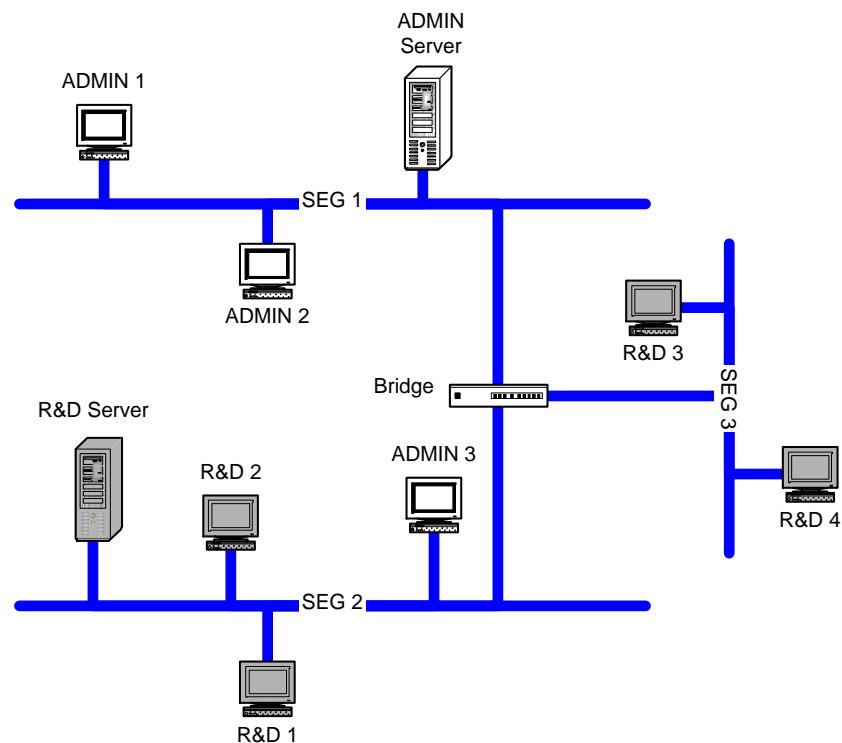 ADMIN
Server
ADMIN 1
SEG 1
ADMIN 2
R&D 3
Bridge
SEG 3
R&D Server
ADMIN 3
R&D 2
R&D 4
SEG 2
R&D 1